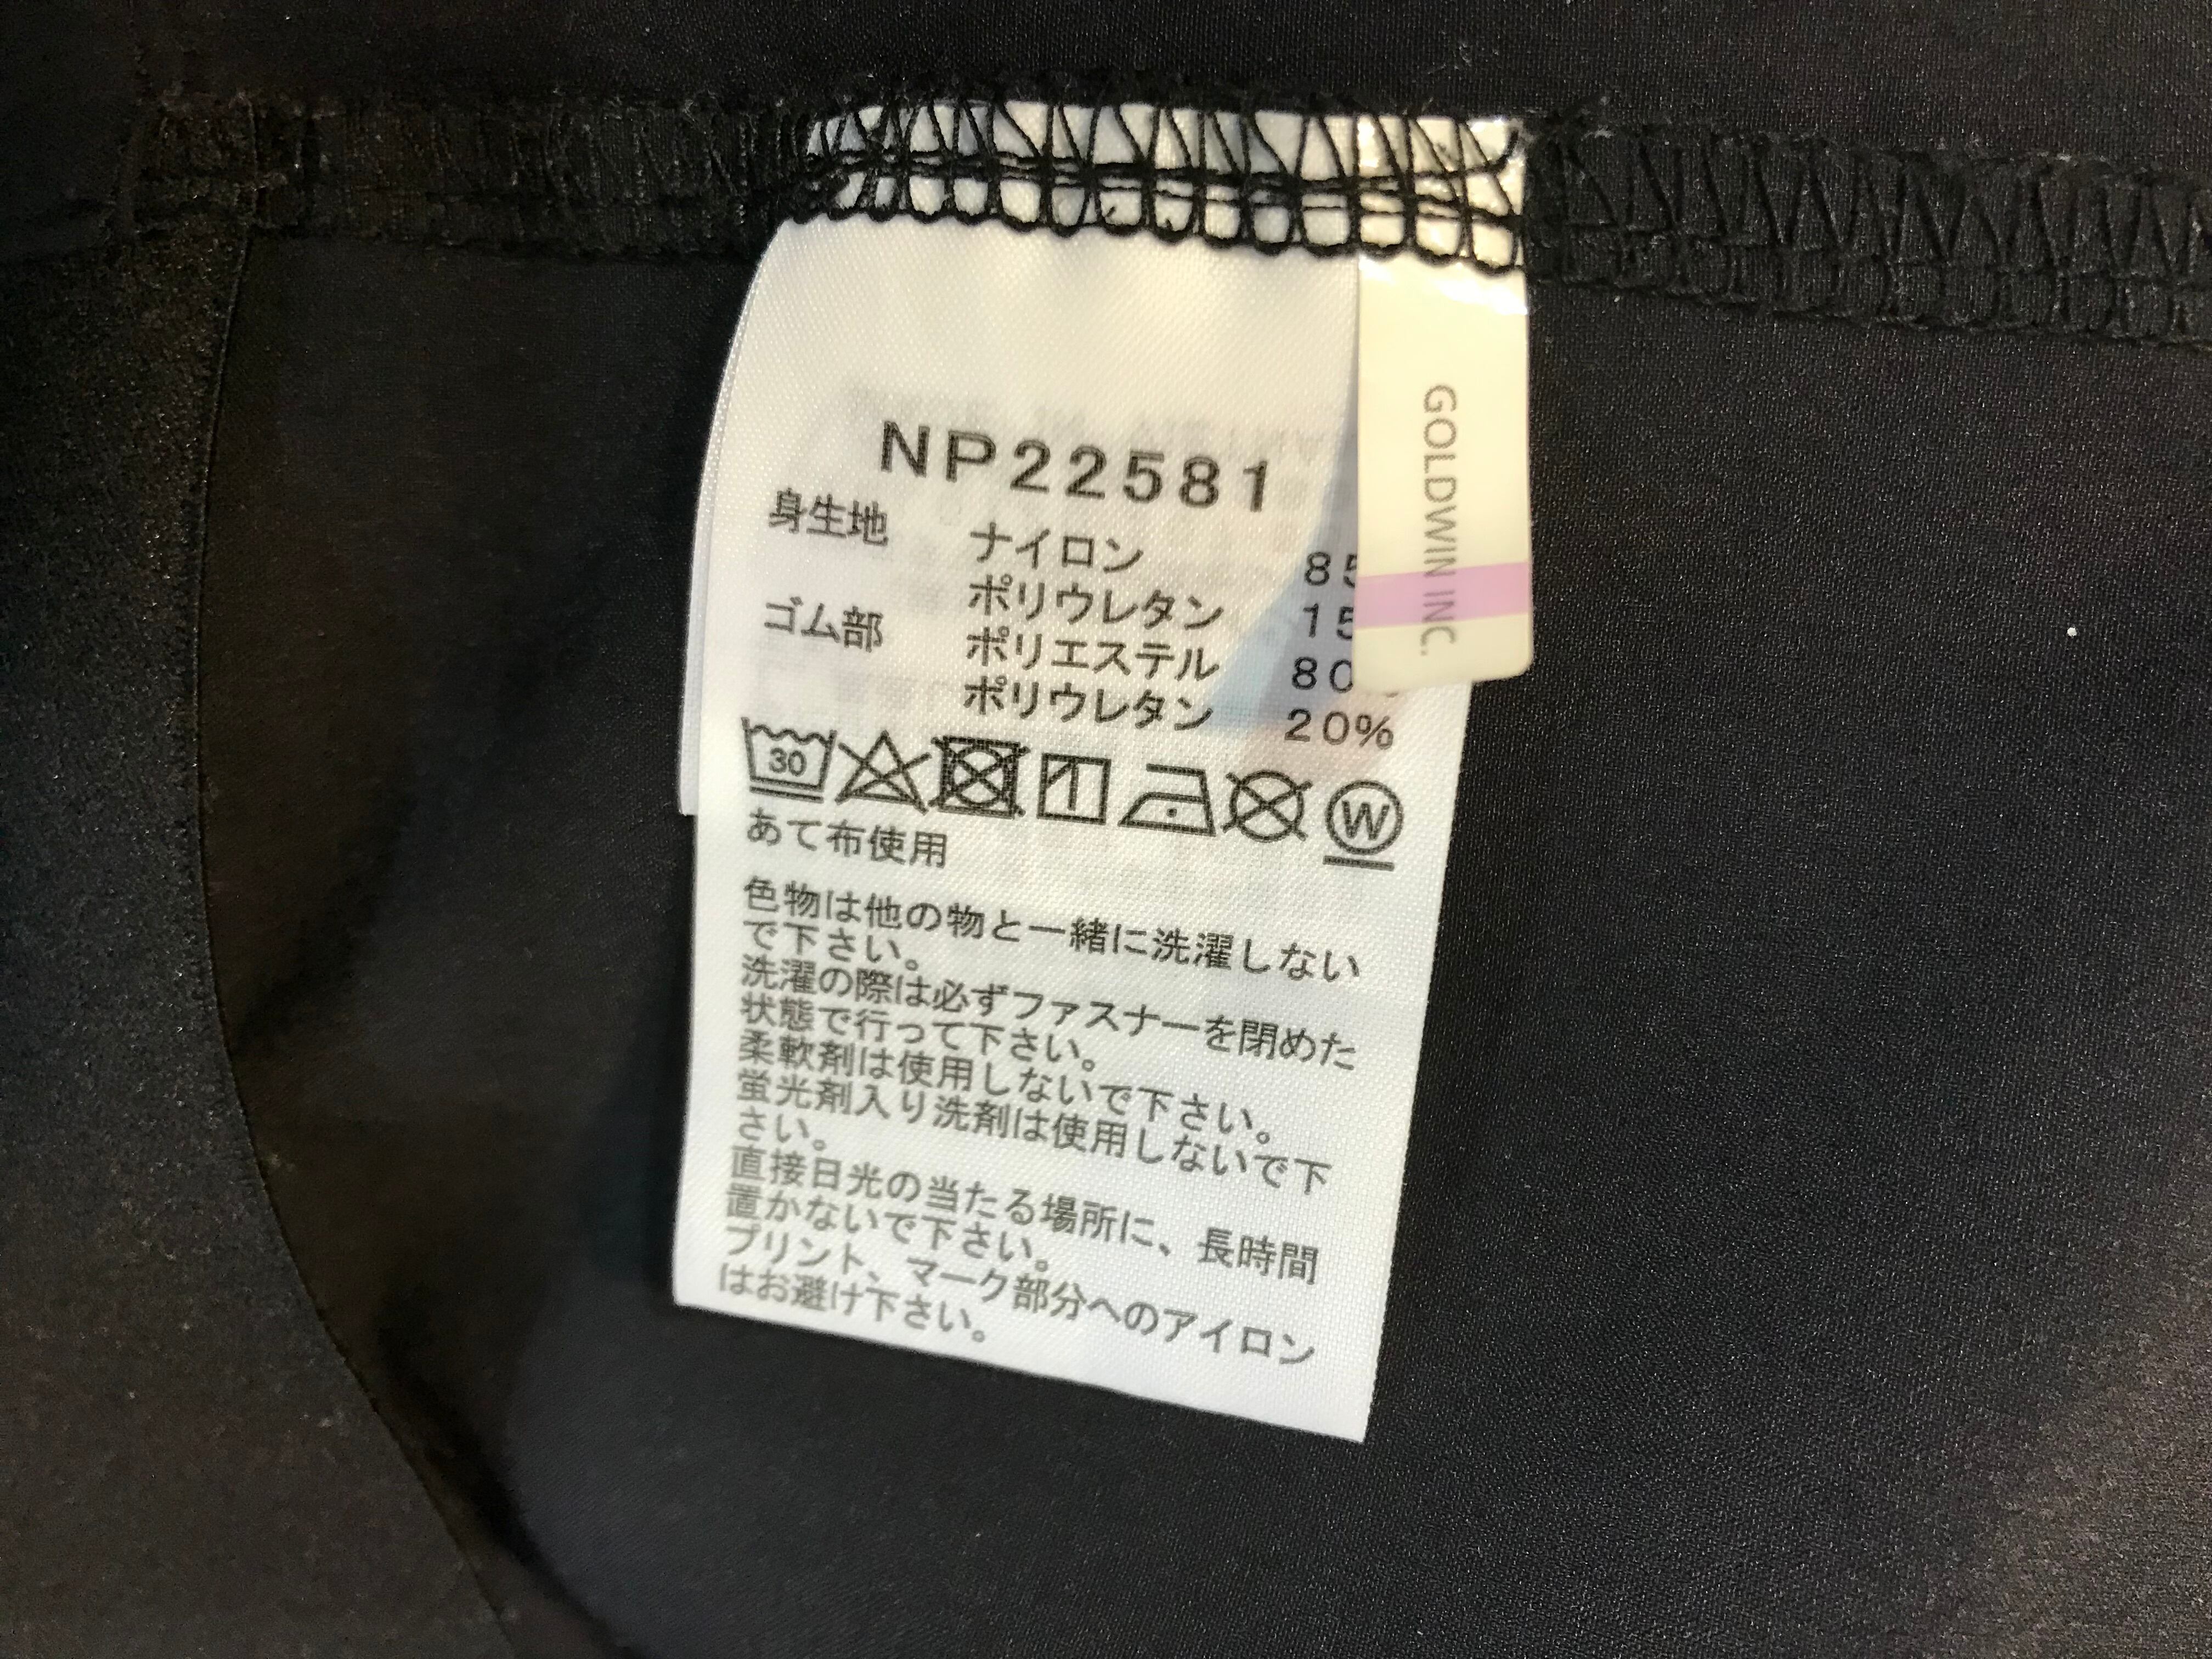 NP22581
身生地 ナイロン 85
ポリウレタン 15
ゴム部 ポリエステル 80%
ポリウレタン 20%
30
W
あて布使用
色物は他の物と一緒に洗濯しない
で下さい。
洗濯の際は必ずファスナーを閉めた
状態で行って下さい。
柔軟剤は使用しないで下さい。
蛍光剤入り洗剤は使用しないで下
さい。
直接日光の当たる場所に、長時間
置かないで下さい。
プリント、マーク部分へのアイロン
はお避け下さい。
GOLDWIN INC.